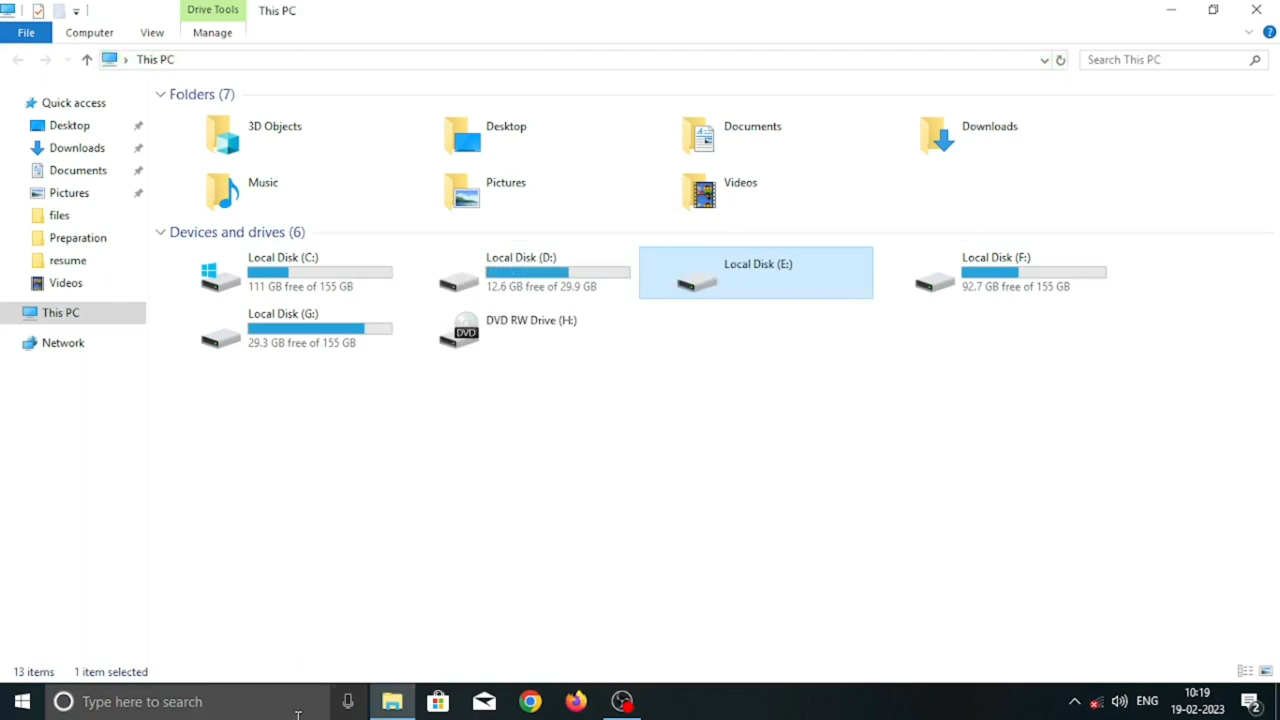 Drive Tools This PC
File Computer View Manage
This PC Search This PC
Quick access
Desktop
Downloads
Documents
Pictures
files
Preparation
resume
Videos
This PC
Network
Folders (7)
3D Objects Desktop Documents Downloads
Music Pictures Videos
Devices and drives (6)
Local Disk (C:)
111 GB free of 155 GB
Local Disk (D:)
12.6 GB free of 29.9 GB
Local Disk (E:)
Local Disk (F:)
92.7 GB free of 155 GB
Local Disk (G:)
29.3 GB free of 155 GB
DVD RW Drive (H:)
DVD
13 items 1 item selected
Type here to search
ENG
10:19
19-02-2023
2